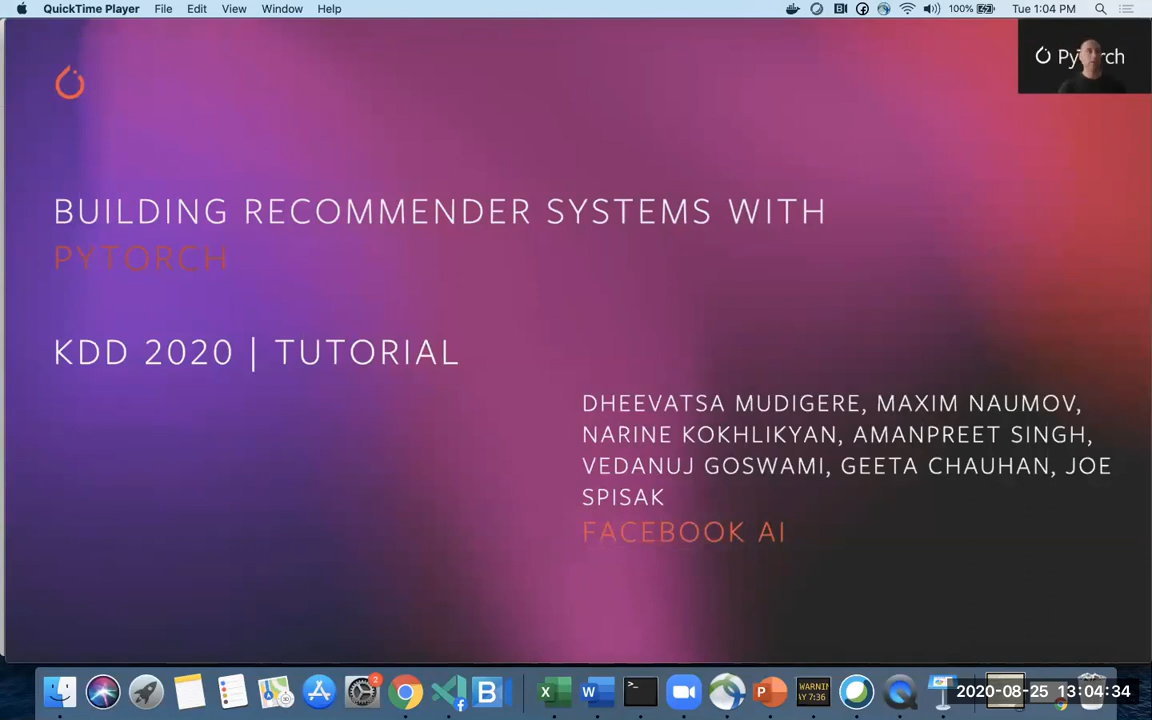 QuickTime Player File Edit View Window Help 100% Tue 1:04 PM
BUILDING RECOMMENDER SYSTEMS WITH
PYTORCH
KDD 2020 | TUTORIAL
DHEEVATSA MUDIGERE, MAXIM NAUMOV,
NARINE KOKHLIKYAN, AMANPREET SINGH,
VEDANUJ GOSWAMI, GEETA CHAUHAN, JOE
SPISAK
FACEBOOK AI
2020-08-25 13:04:34